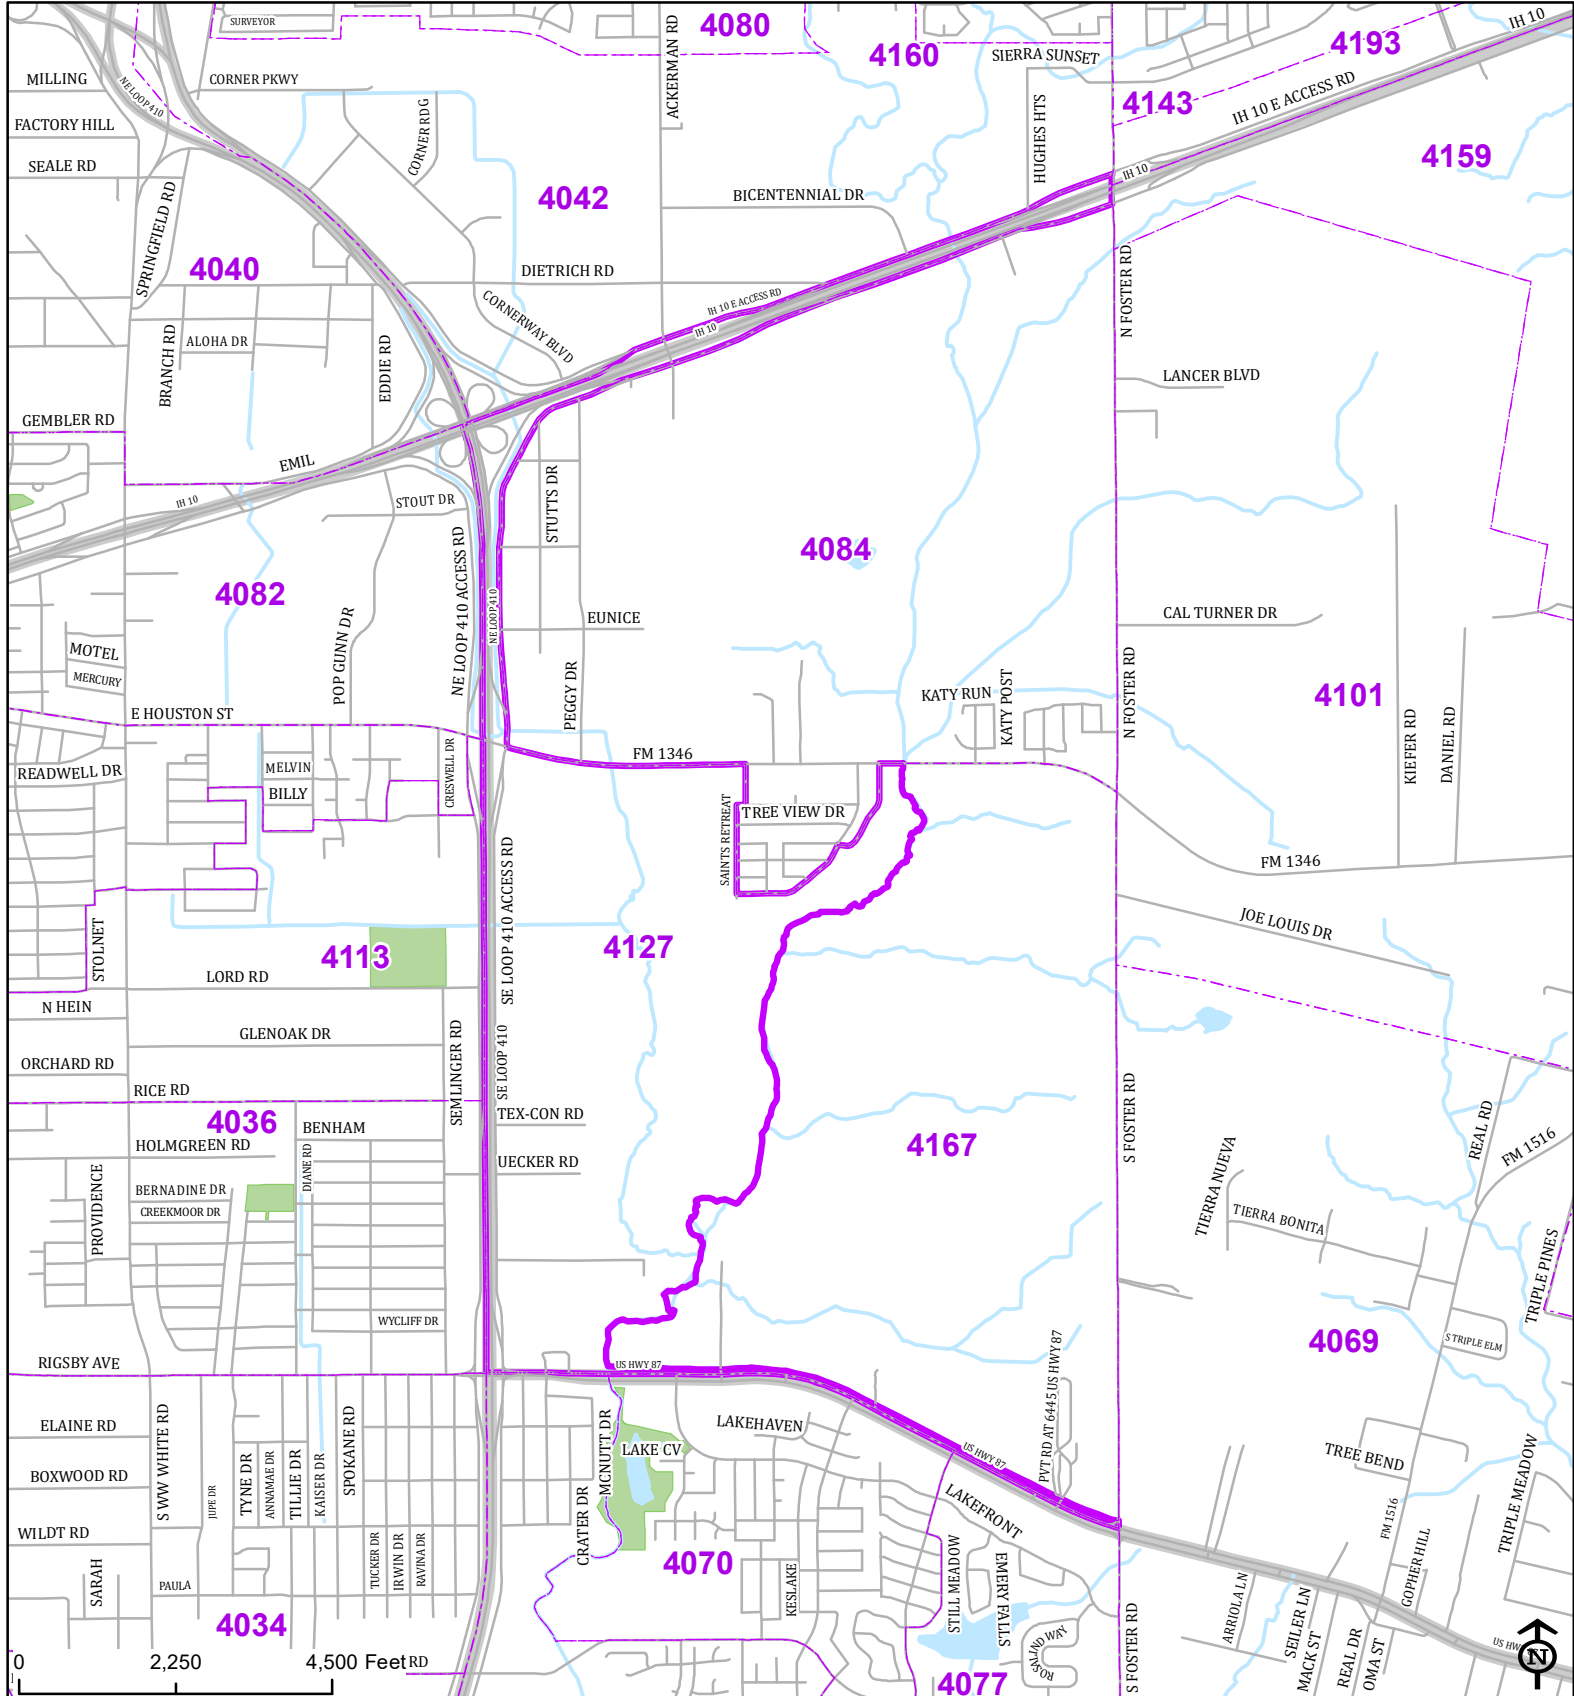 SURVEYOR
4080
4160
4193
IH 10
ACKERMAN RD
SIERRA SUNSET
MILLING
CORNER PKWY
NE LOOP 410
4143
IH 10 E ACCESS RD
FACTORY HILL
CORNER RDG
HUGHES HTS
4159
SEALE RD
IH 10
SPRINGFIELD RD
4042
BICENTENNIAL DR
4040
DIETRICH RD
N FOSTER RD
CORNERWAY BLVD
IH 10 E ACCESS RD
IH 10
BRANCH RD
ALOHA DR
EDDIE RD
LANCER BLVD
GEMBLER RD
EMIL
IH 10
STOUT DR
STUTTS DR
4084
4082
NE LOOP 410 ACCESS RD
NE LOOP 410
EUNICE
CAL TURNER DR
POP GUNN DR
MOTEL
MERCURY
PEGGY DR
KATY RUN
KATY POST
N FOSTER RD
4101
KIEFER RD
DANIEL RD
E HOUSTON ST
FM 1346
READWELL DR
MELVIN
BILLY
CRESWELL DR
SAINTS RETREAT
TREE VIEW DR
FM 1346
STOLNET
SE LOOP 410 ACCESS RD
JOE LOUIS DR
4113
4127
LORD RD
N HEIN
GLENOAK DR
SEMLINGER RD
SE LOOP 410
ORCHARD RD
RICE RD
S FOSTER RD
4036
BENHAM
TEX-CON RD
4167
REAL RD
FM 1516
HOLMGREEN RD
DIANE RD
UECKER RD
TIERRA NUEVA
PROVIDENCE
BERNADINE DR
CREEKMOOR DR
TIERRA BONITA
TRIPLE PINES
WYCLIFF DR
4069
S TRIPLE ELM
RIGSBY AVE
US HWY 87
PVT RD AT 6445 US HWY 87
ELAINE RD
S WW WHITE RD
SPOKANE RD
MCNUTT DR
LAKEHAVEN
LAKE CV
US HWY 87
TREE BEND
TRIPLE MEADOW
BOXWOOD RD
JUPE DR
TYNE DR
ANNAMAE DR
TILLIE DR
KAISER DR
CRATER DR
LAKEFRONT
FM 1516
WILDT RD
TUCKER DR
IRWIN DR
RAVINA DR
4070
STILL MEADOW
EMERY FALLS
GOPHER HILL
SARAH
PAULA
KESLAKE
ARRIOLA LN
SEILER LN
MACK ST
REAL DR
OMA ST
4034
S FOSTER RD
ROSALIND WAY
US HW
N
0
2,250
4,500 Feet
RD
4077